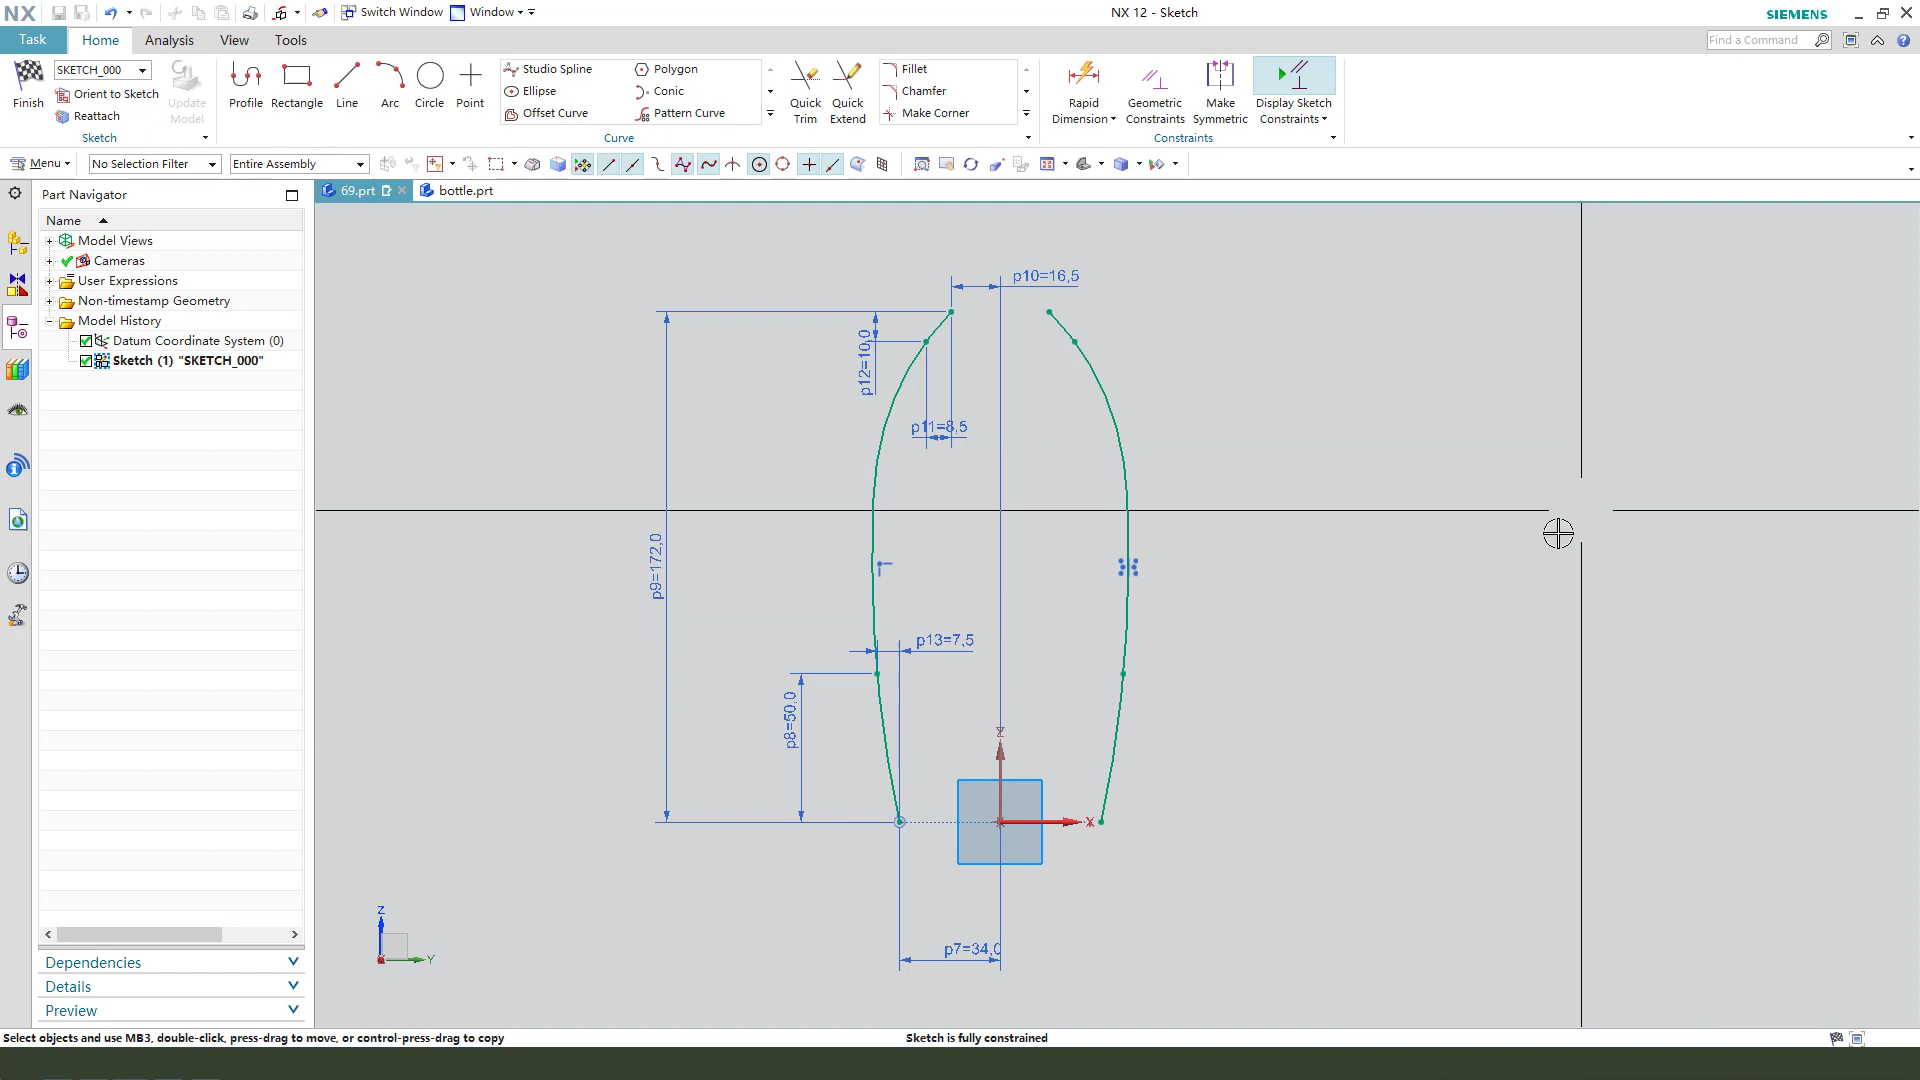 NX
Switch Window
Window
NX 12 - Sketch
SIEMENS
Task
Home
Analysis
View
Tools
Find a Command
SKETCH_000
Orient to Sketch
Reattach
Finish
Update Model
Sketch
Profile
Rectangle
Line
Arc
Circle
Point
Studio Spline
Ellipse
Offset Curve
Polygon
Conic
Pattern Curve
Quick Trim
Quick Extend
Fillet
Chamfer
Make Corner
Curve
Rapid Dimension
Geometric Constraints
Make Symmetric
Display Sketch Constraints
Constraints
Menu
No Selection Filter
Entire Assembly
Part Navigator
69.prt
bottle.prt
Name
Model Views
Cameras
User Expressions
Non-timestamp Geometry
Model History
Datum Coordinate System (0)
Sketch (1) "SKETCH_000"
p10=16,5
p12=10,0
p11=8,5
p9=172,0
p13=7,5
p8=50,0
Y
X
p7=34,0
Z
Y
Dependencies
Details
Preview
Select objects and use MB3, double-click, press-drag to move, or control-press-drag to copy
Sketch is fully constrained